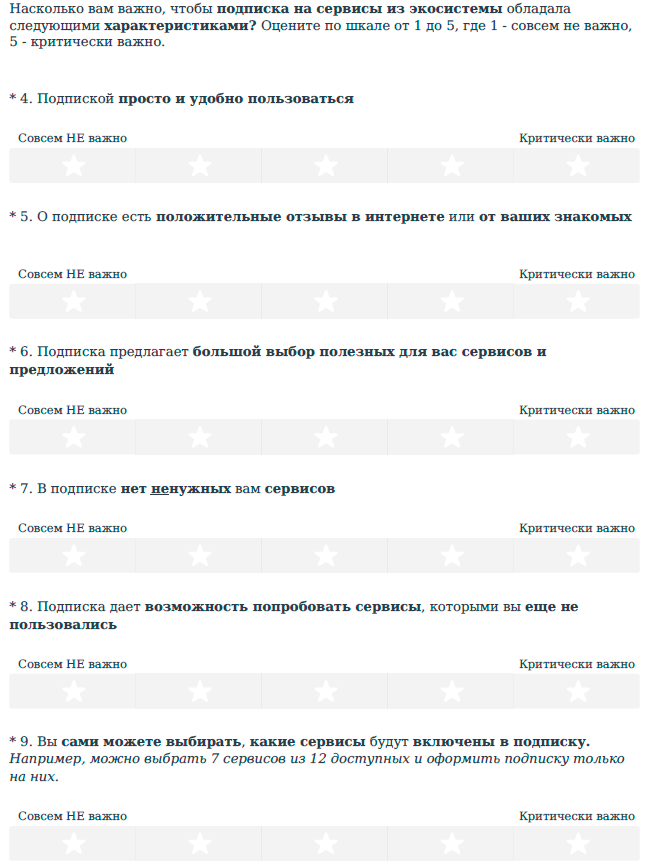 Насколько вам важно, чтобы подписка на сервисы из экосистемы обладала
следующими характеристиками? Оцените по шкале от 1 до 5, где 1 - совсем не важно,
5 - критически важно.
* 4. Подпиской просто и удобно пользоваться
Совсем НЕ важно Критически важно
* 5. О подписке есть положительные отзывы в интернете или от ваших знакомых
Совсем НЕ важно Критически важно
* 6. Подписка предлагает большой выбор полезных для вас сервисов и
предложений
Совсем НЕ важно Критически важно
* 7. В подписке нет ненужных вам сервисов
Совсем НЕ важно Критически важно
* 8. Подписка дает возможность попробовать сервисы, которыми вы еще не
пользовались
Совсем НЕ важно Критически важно
* 9. Вы сами можете выбирать, какие сервисы будут включены в подписку.
Например, можно выбрать 7 сервисов из 12 доступных и оформить подписку только
на них.
Совсем НЕ важно Критически важно